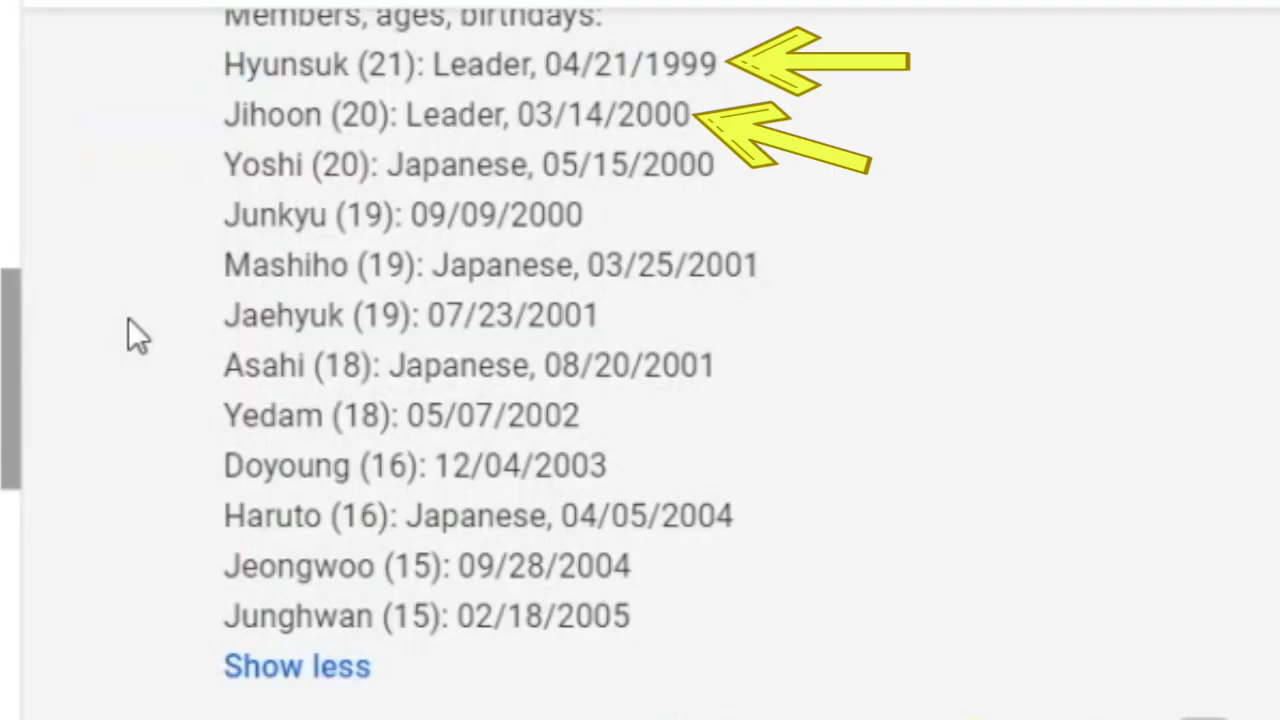 Members, ages, birthdays:
Hyunsuk (21): Leader, 04/21/1999
Jihoon (20): Leader, 03/14/2000
Yoshi (20): Japanese, 05/15/2000
Junkyu (19): 09/09/2000
Mashiho (19): Japanese, 03/25/2001
Jaehyuk (19): 07/23/2001
Asahi (18): Japanese, 08/20/2001
Yedam (18): 05/07/2002
Doyoung (16): 12/04/2003
Haruto (16): Japanese, 04/05/2004
Jeongwoo (15): 09/28/2004
Junghwan (15): 02/18/2005
Show less